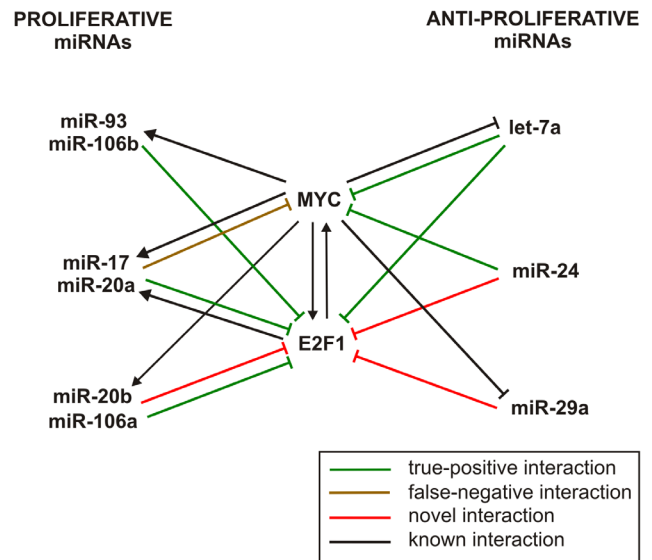 PROLIFERATIVE
miRNAs
ANTI-PROLIFERATIVE
miRNAs
miR-93
miR-106b
let-7a
MYC
miR-17
miR-20a
miR-24
E2F1
miR-20b
miR-106a
miR-29a
true-positive interaction
false-negative interaction
novel interaction
known interaction